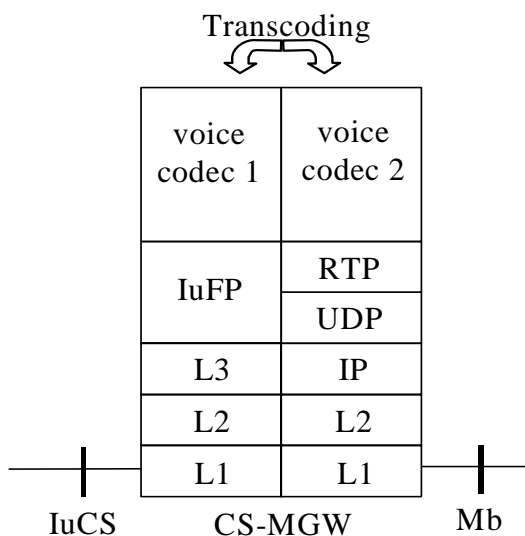 Transcoding
voice
codec 1
voice
codec 2
IuFP
RTP
UDP
L3
IP
L2
L2
L1
L1
IuCS
CS-MGW
Mb